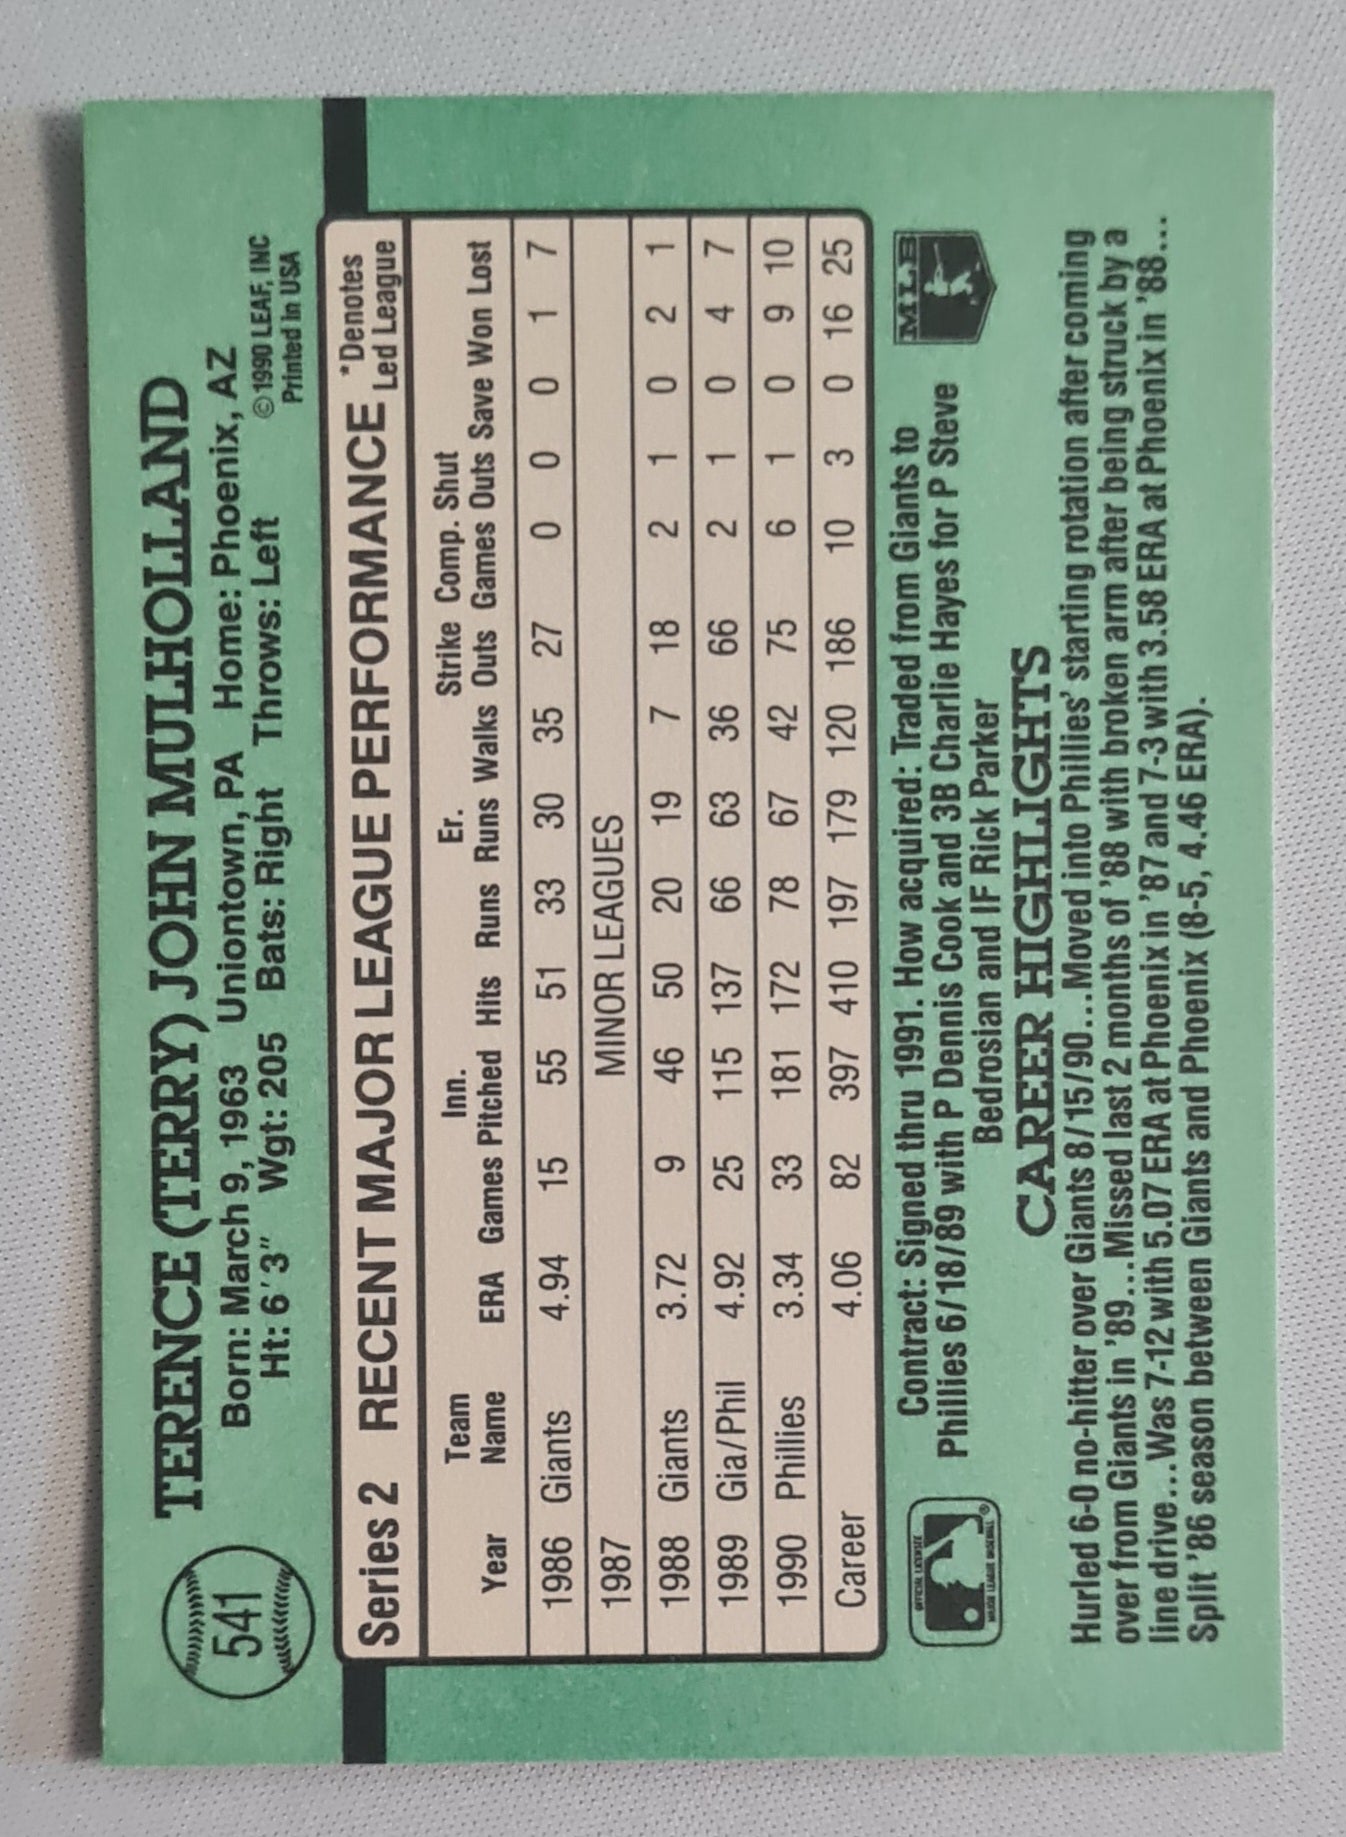 541
TERENCE (TERRY) JOHN MULHOLLAND
Born: March 9, 1963 Uniontown, PA Home: Phoenix, AZ
Ht: 6'3" Wgt: 205 Bats: Right Throws: Left
© 1990 LEAF, INC
Printed in USA
Series 2 RECENT MAJOR LEAGUE PERFORMANCE *Denotes
Led League
Team Inn. Er. Strike Comp. Shut
Year Name ERA Games Pitched Hits Runs Runs Walks Outs Games Outs Save Won Lost
1986 Giants 4.94 15 55 51 33 30 35 27 0 0 0 1 7
1987 MINOR LEAGUES
1988 Giants 3.72 9 46 50 20 19 7 18 2 1 0 2 1
1989 Gia/Phil 4.92 25 115 137 66 63 36 66 2 1 0 4 7
1990 Phillies 3.34 33 181 172 78 67 42 75 6 1 0 9 10
Career 4.06 82 397 410 197 179 120 186 10 3 0 16 25
OFFICIAL LICENSEE
MAJOR LEAGUE BASEBALL
®
Contract: Signed thru 1991. How acquired: Traded from Giants to
Phillies 6/18/89 with P Dennis Cook and 3B Charlie Hayes for P Steve
Bedrosian and IF Rick Parker
MLB
CAREER HIGHLIGHTS
Hurled 6-0 no-hitter over Giants 8/15/90...Moved into Phillies' starting rotation after coming
over from Giants in '89...Missed last 2 months of '88 with broken arm after being struck by a
line drive...Was 7-12 with 5.07 ERA at Phoenix in '87 and 7-3 with 3.58 ERA at Phoenix in '88...
Split '86 season between Giants and Phoenix (8-5, 4.46 ERA).